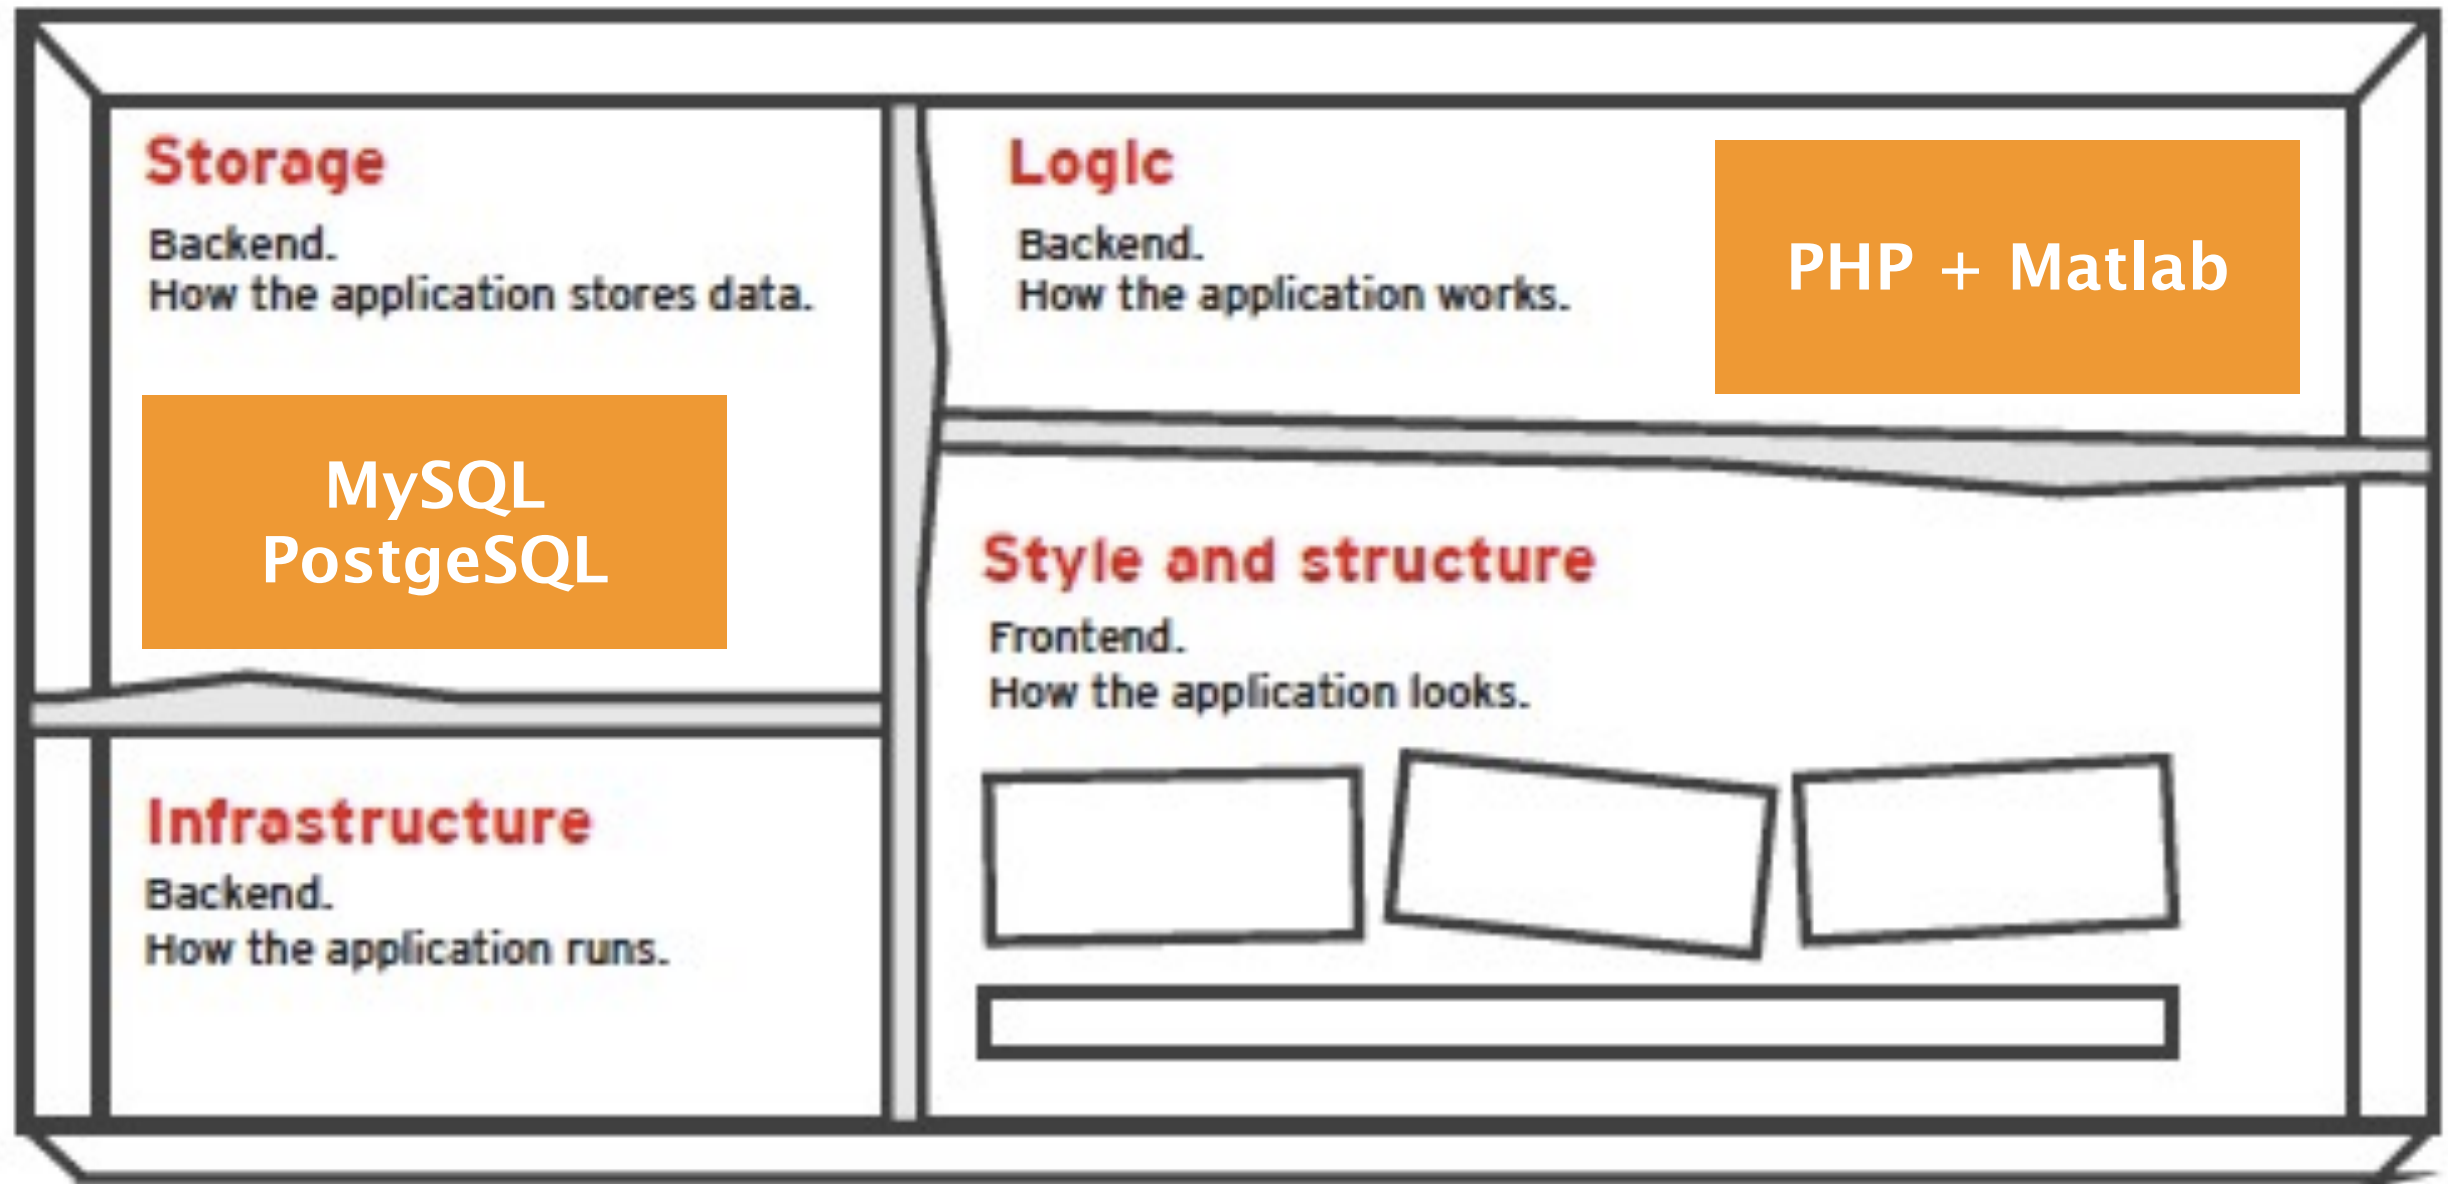 Storage
Backend.
How the application stores data.
MySQL
PostgeSQL
Logic
Backend.
How the application works.
PHP + Matlab
Style and structure
Frontend.
How the application looks.
Infrastructure
Backend.
How the application runs.